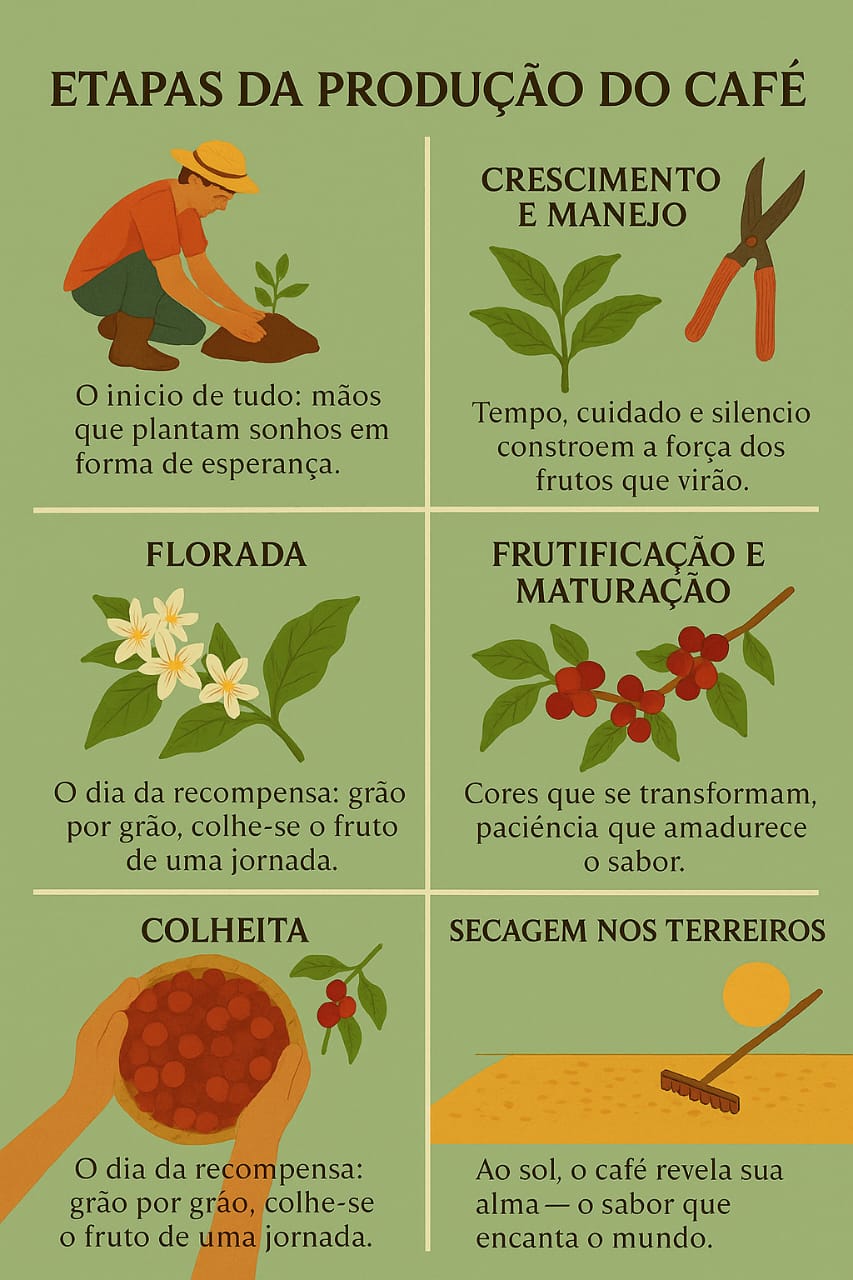 ETAPAS DA PRODUÇÃO DO CAFÉ
O inicio de tudo: mãos
que plantam sonhos em
forma de esperança.
CRESCIMENTO
E MANEJO
Tempo, cuidado e silencio
constroem a força dos
frutos que virão.
FLORADA
O dia da recompensa: grão
por grão, colhe-se o fruto
de uma jornada.
FRUTIFICAÇÃO E
MATURAÇÃO
Cores que se transformam,
paciéncia que amadurece
o sabor.
COLHEITA
O dia da recompensa:
grão por gráo, colhe-se
o fruto de uma jornada.
SECAGEM NOS TERREIROS
Ao sol, o café revela sua
alma — o sabor que
encanta o mundo.